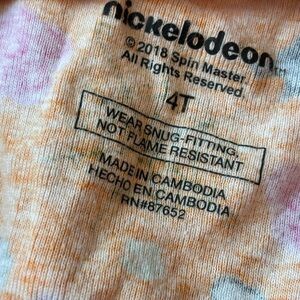 nickelodeon
© 2018 Spin Master.
All Rights Reserved.
4T
WEAR SNUG-FITTING
NOT FLAME RESISTANT
MADE IN CAMBODIA
HECHO EN CAMBODIA
RN#87652